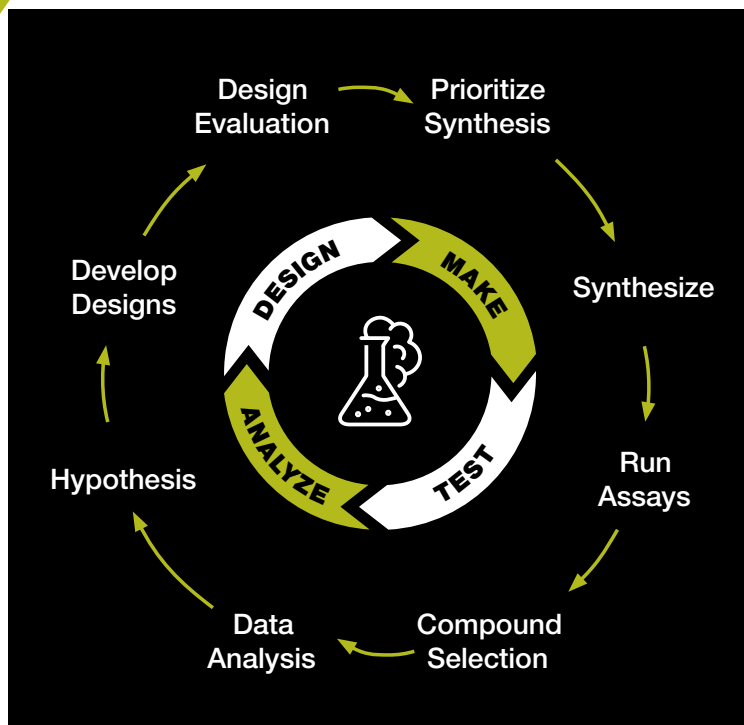 Design
Evaluation
Prioritize
Synthesis
Synthesize
Run
Assays
Compound
Selection
Data
Analysis
Hypothesis
Develop
Designs
DESIGN
MAKE
TEST
ANALYZE